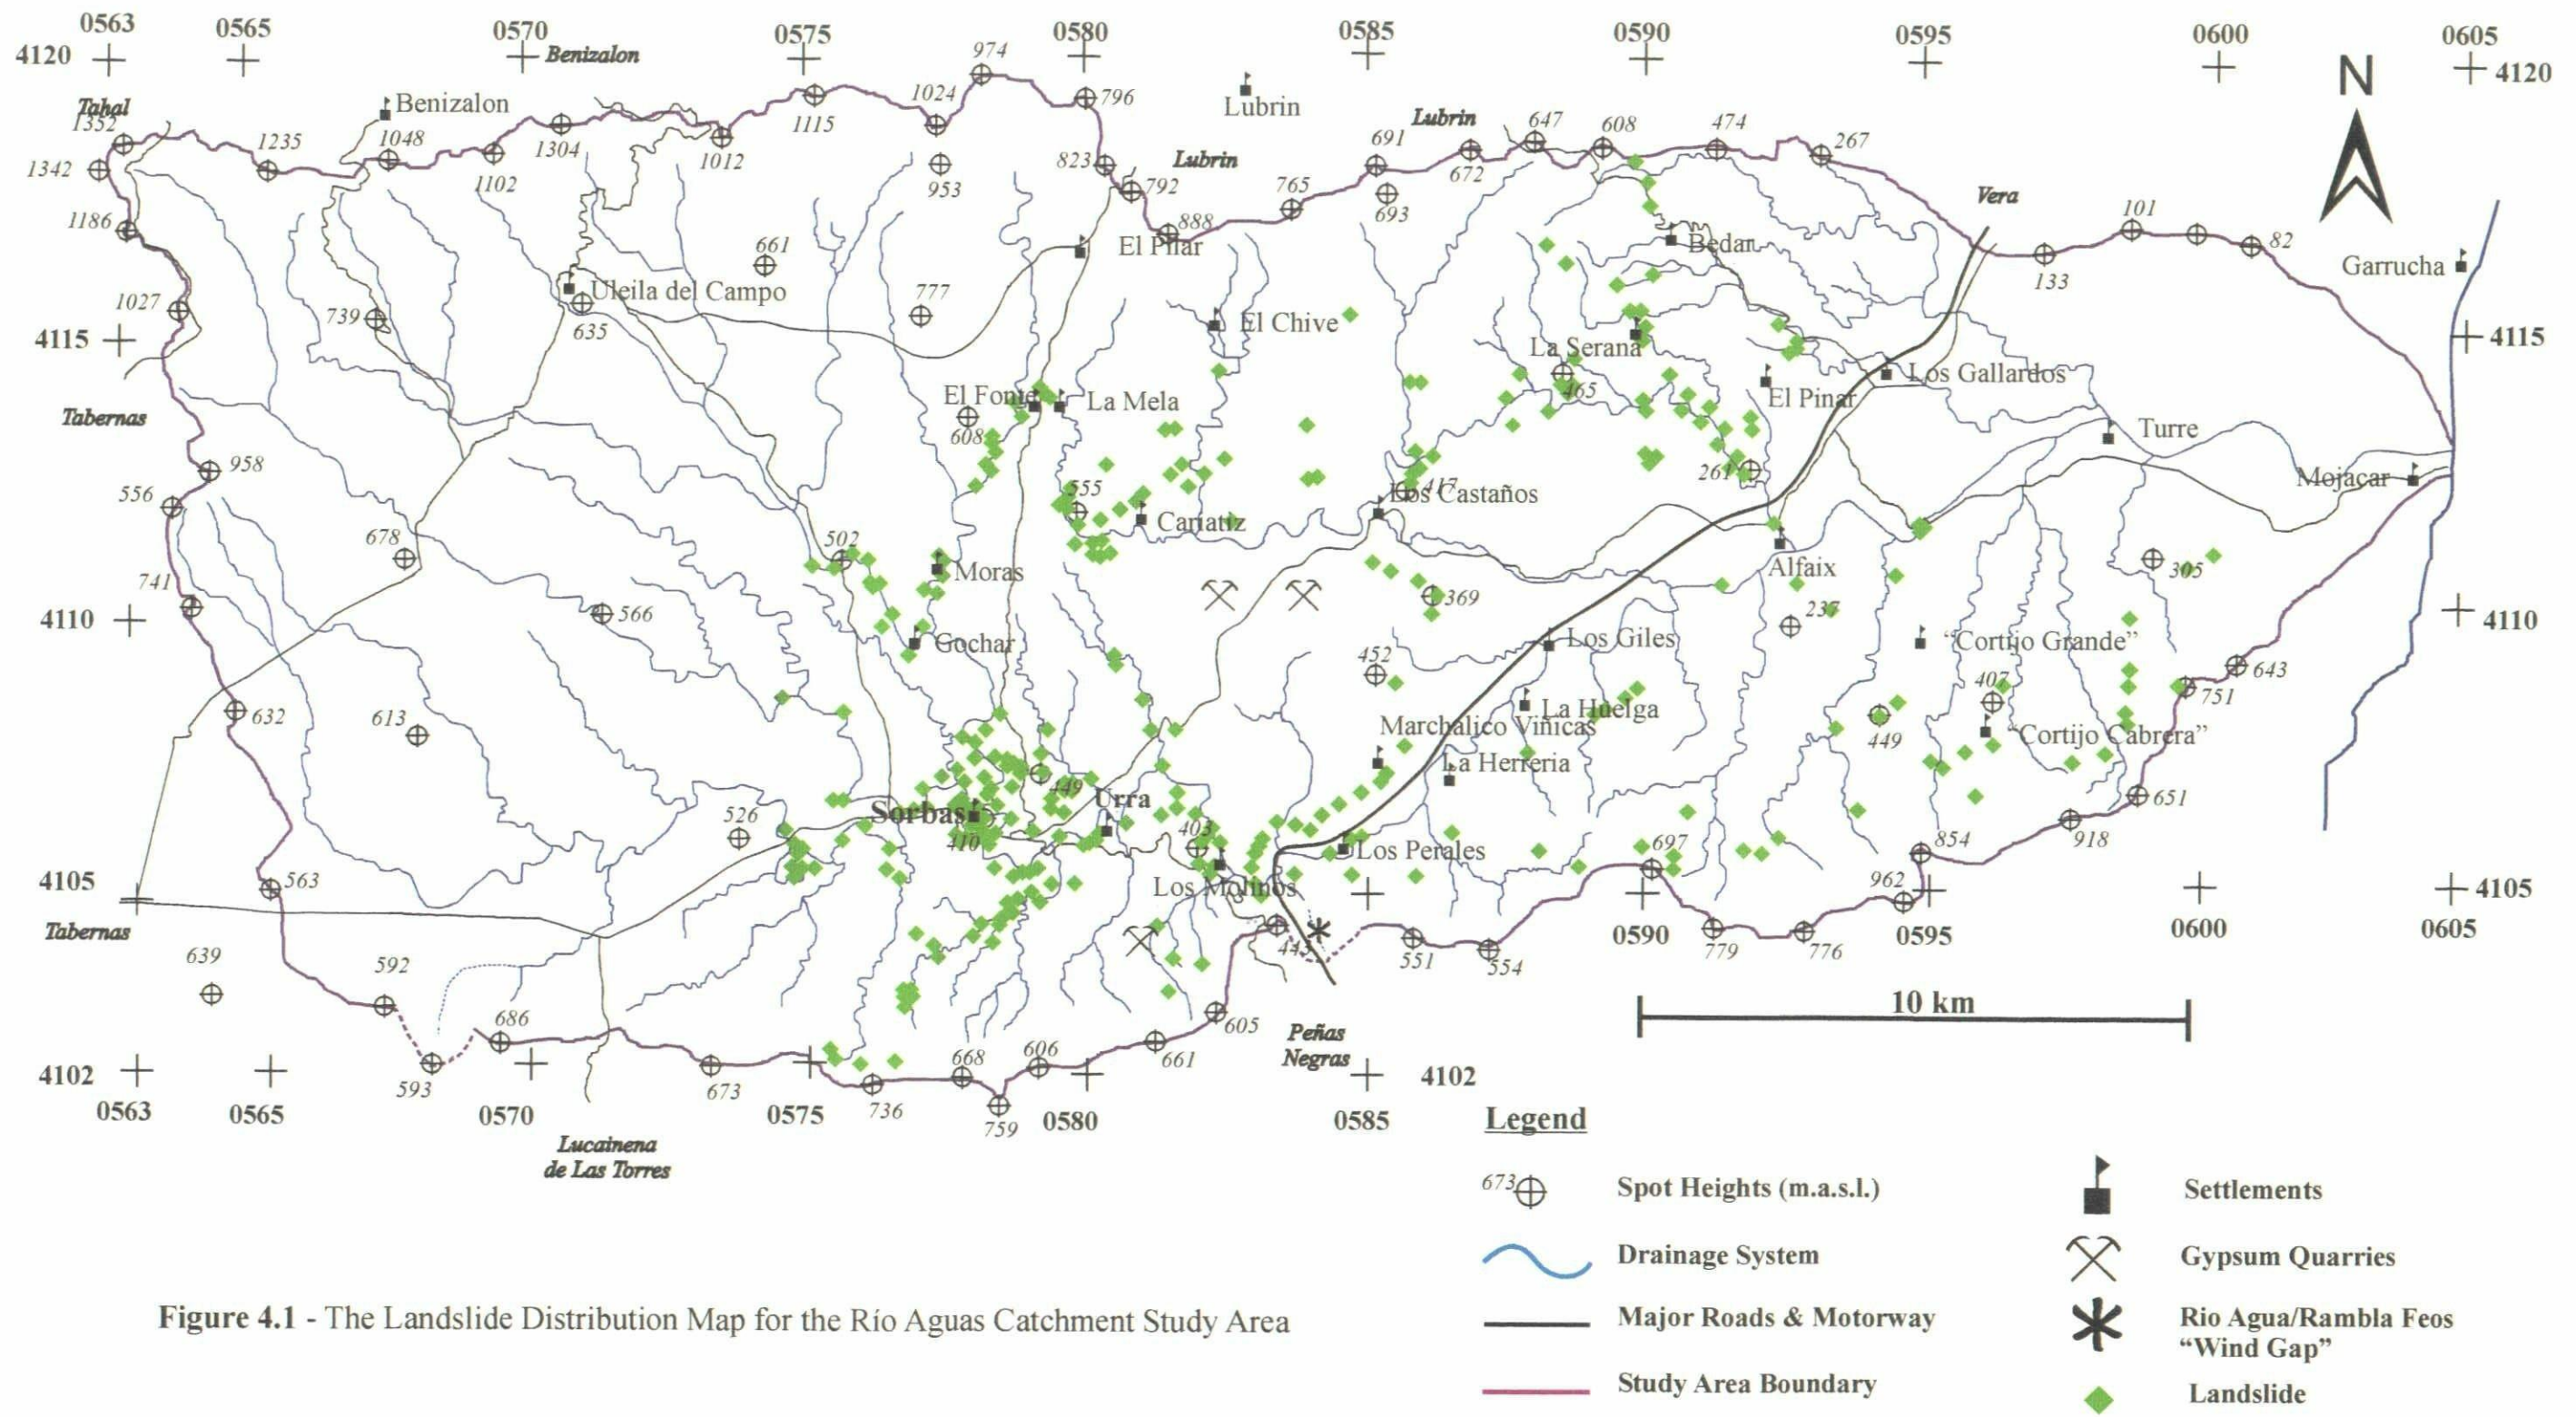 0563
0565
0570
0575
0580
0585
0590
0595
0600
0605
4120
Benizalon
974
N
4120
Tahal
1352
Benizalon
1024
796
Lubrin
Lubrin
647
608
474
267
1235
1048
1304
1115
1012
691
672
1342
1102
953
823
792
Lubrin
765
693
Vera
101
1186
661
888
El Pilar
Bedar
82
Garrucha
133
1027
739
Uleila del Campo
635
777
El Chive
4115
La Serana
4115
465
Los Gallardos
Tabernas
El Fonte
608
La Mela
El Pinar
Turre
958
261
Mojacar
556
555
417
Los Castaños
Cariatiz
678
502
741
Moras
Alfaix
305
4110
566
369
237
4110
Gochar
Los Giles
"Cortijo Grande"
452
407
643
751
632
613
La Huelga
Marchalico Viñicas
449
"Cortijo Cabrera"
La Herreria
449
Urra
651
526
Sorbas
410
403
Los Perales
697
854
918
4105
563
Los Molinos
962
4105
Tabernas
443
551
554
0590
779
776
0595
0600
0605
639
592
10 km
686
605
Peñas
Negras
4102
593
673
668
606
661
4102
0563
0565
0570
0575
736
759
0580
0585
Lucainena
de Las Torres
Legend
673
Spot Heights (m.a.s.l.)
Settlements
Drainage System
Gypsum Quarries
Major Roads & Motorway
Rio Agua/Rambla Feos
"Wind Gap"
Study Area Boundary
Landslide
Figure 4.1 - The Landslide Distribution Map for the Río Aguas Catchment Study Area